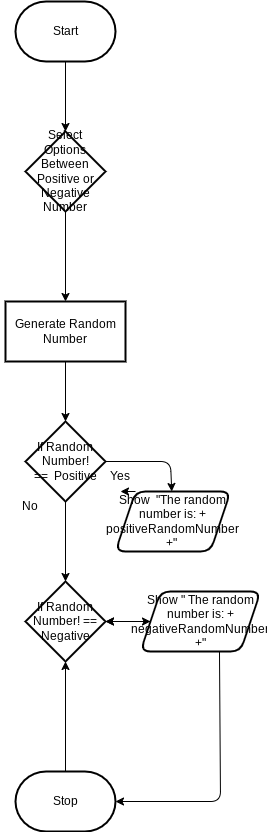 Start
Select
Options
Between
Positive or
Negative
Number
Generate Random
Number
If Random
Number!
== Positive
Yes
No
Show "The random
number is: +
positiveRandomNumber
+"
If Random
Number! ==
Negative
Show " The random
number is: +
negativeRandomNumber
+"
Stop